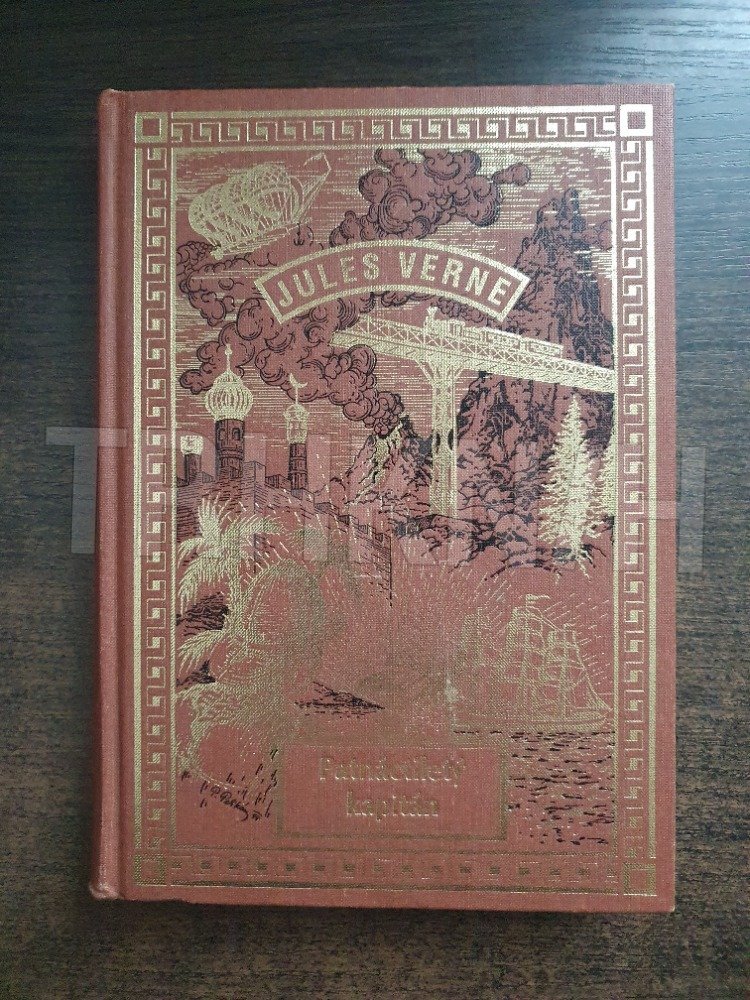 JULES VERNE
Patnáctiletý
kapitán